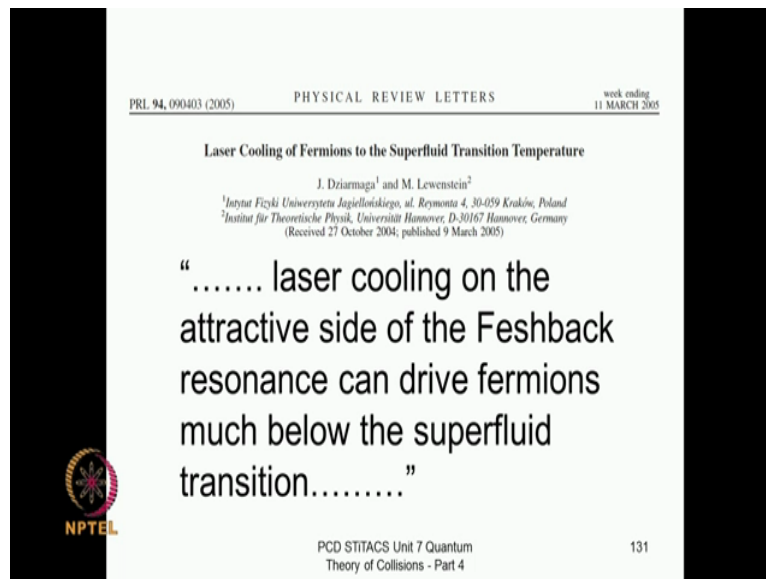 PRL 94, 090403 (2005) PHYSICAL REVIEW LETTERS week ending
11 MARCH 2005
Laser Cooling of Fermions to the Superfluid Transition Temperature
J. Dziarmaga1 and M. Lewenstein2
1Intytut Fizyki Uniwersytetu Jagiellońskiego, ul. Reymonta 4, 30-059 Kraków, Poland
2Institut für Theoretische Physik, Universität Hannover, D-30167 Hannover, Germany
(Received 27 October 2004; published 9 March 2005)
“....... laser cooling on the
attractive side of the Feshback
resonance can drive fermions
much below the superfluid
transition.........”
NPTEL
PCD STiTACS Unit 7 Quantum
Theory of Collisions - Part 4
131